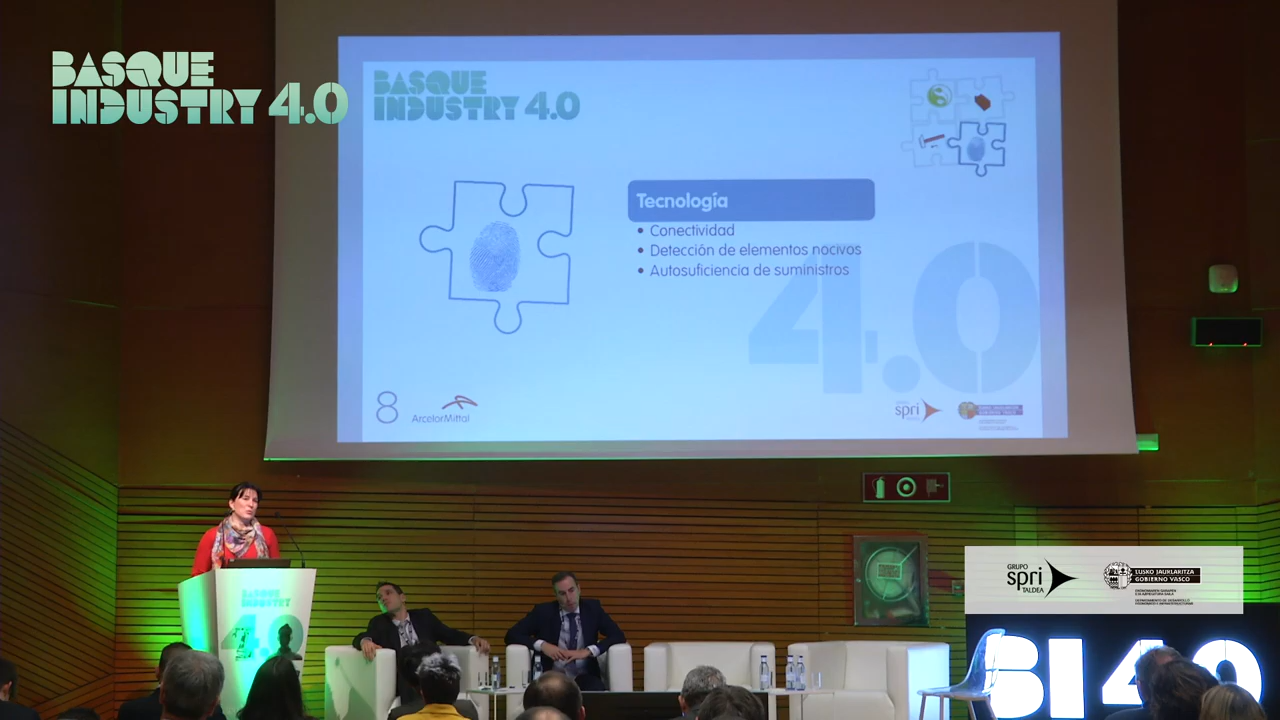 BASQUE
INDUSTRY 4.0
BASQUE
INDUSTRY 4.0
Tecnología
• Conectividad
• Detección de elementos nocivos
• Autosuficiencia de suministros
4.0
8
ArcelorMittal
spri
BASQUE
INDUSTRY
4.0
GRUPO
spri
TALDEA
EUSKO JAURLARITZA
GOBIERNO VASCO
BI 4.0